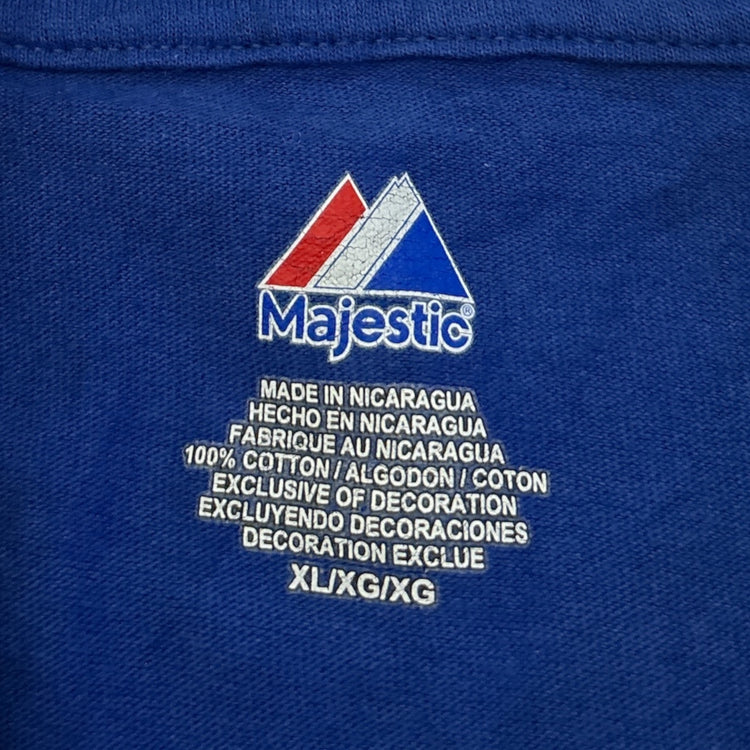 Majestic®
MADE IN NICARAGUA
HECHO EN NICARAGUA
FABRIQUE AU NICARAGUA
100% COTTON / ALGODON / COTON
EXCLUSIVE OF DECORATION
EXCLUYENDO DECORACIONES
DECORATION EXCLUE
XL/XG/XG